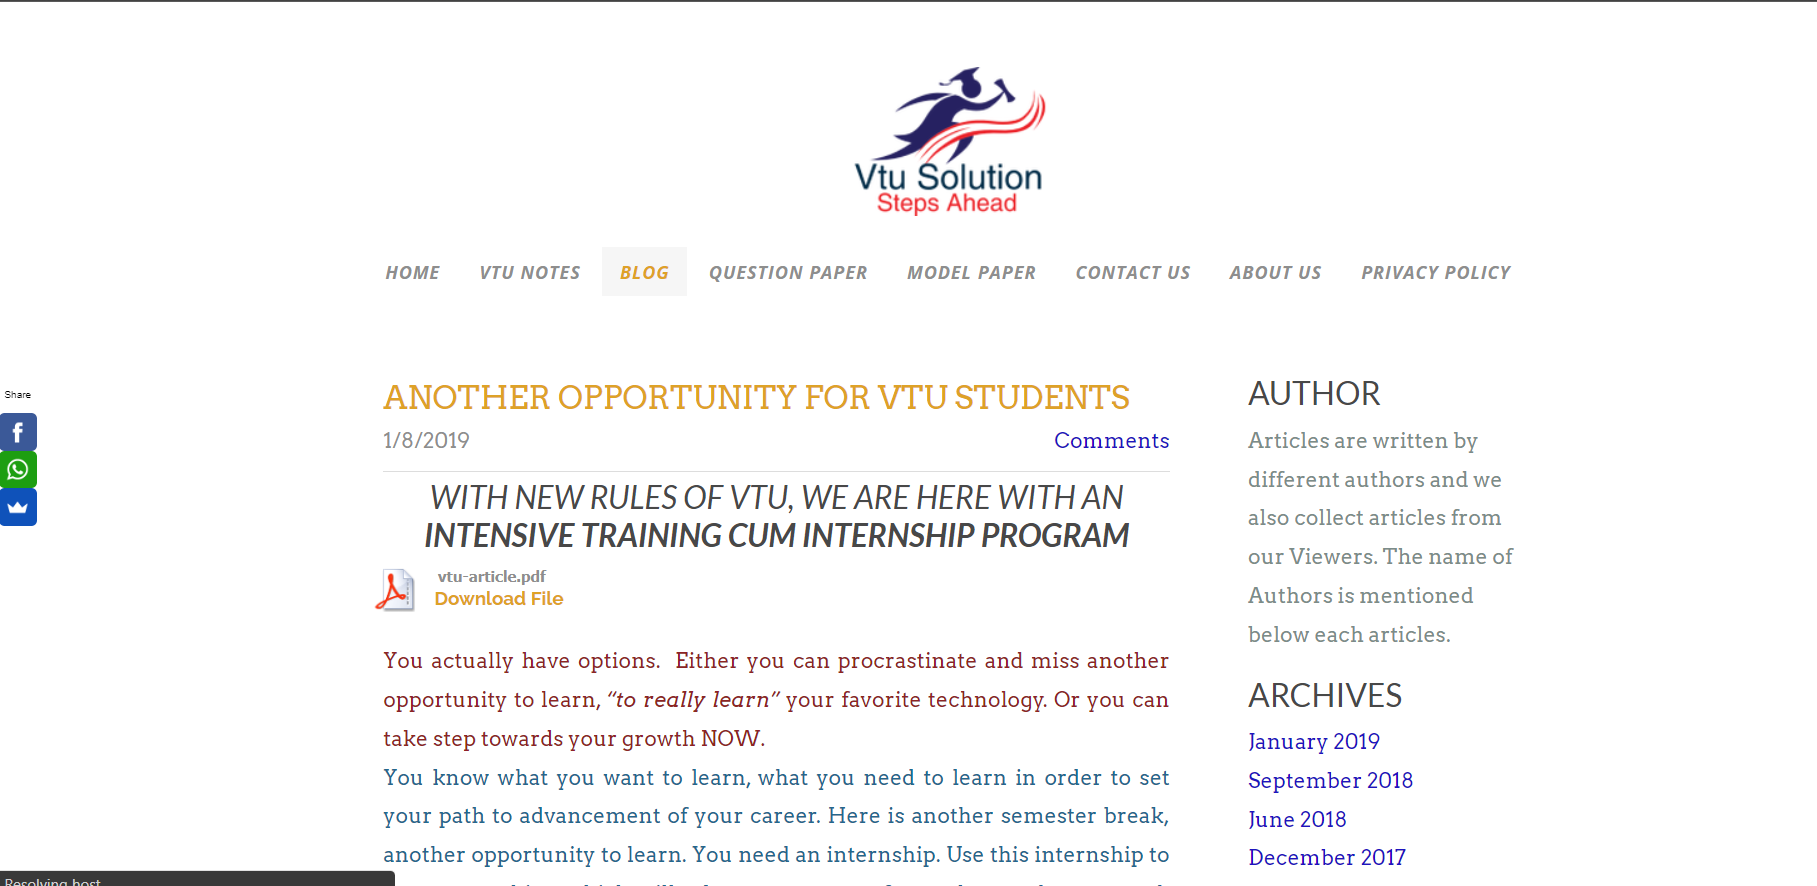 Vtu Solution
Steps Ahead
HOME VTU NOTES BLOG QUESTION PAPER MODEL PAPER CONTACT US ABOUT US PRIVACY POLICY
Share
ANOTHER OPPORTUNITY FOR VTU STUDENTS
1/8/2019 Comments
WITH NEW RULES OF VTU, WE ARE HERE WITH AN
INTENSIVE TRAINING CUM INTERNSHIP PROGRAM
vtu-article.pdf
Download File
You actually have options. Either you can procrastinate and miss another
opportunity to learn, “to really learn” your favorite technology. Or you can
take step towards your growth NOW.
You know what you want to learn, what you need to learn in order to set
your path to advancement of your career. Here is another semester break,
another opportunity to learn. You need an internship. Use this internship to
AUTHOR
Articles are written by
different authors and we
also collect articles from
our Viewers. The name of
Authors is mentioned
below each articles.
ARCHIVES
January 2019
September 2018
June 2018
December 2017
Resolving host